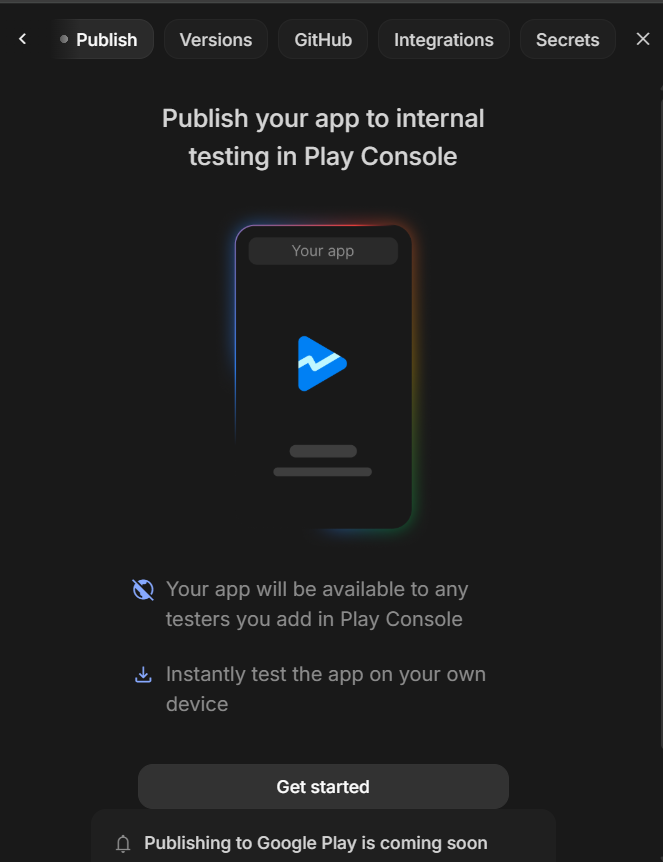 Publish
Versions
GitHub
Integrations
Secrets
Publish your app to internal
testing in Play Console
Your app
Your app will be available to any
testers you add in Play Console
Instantly test the app on your own
device
Get started
Publishing to Google Play is coming soon